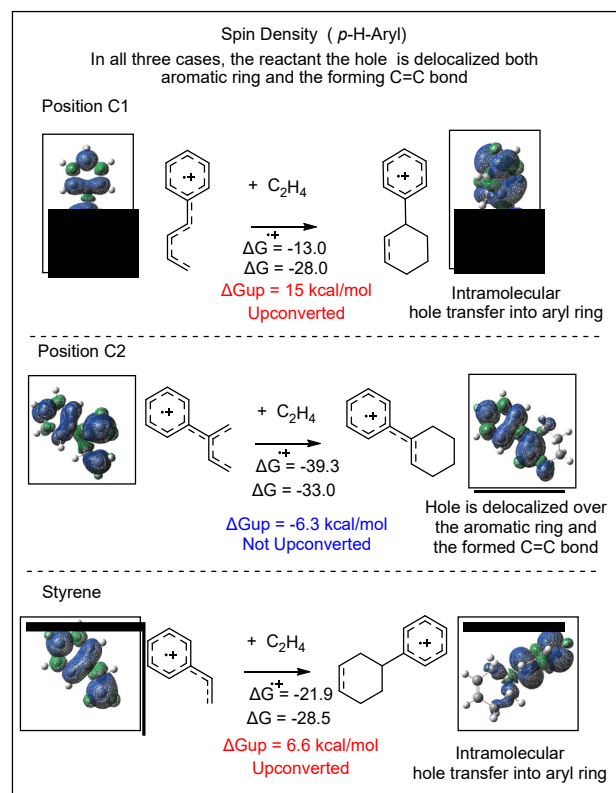 Spin Density ( p-H-Aryl)
In all three cases, the reactant the hole is delocalized both
aromatic ring and the forming C=C bond
Position C1
+ C2H4
•+
•+
•+
ΔG = -13.0
ΔG = -28.0
ΔGup = 15 kcal/mol
Upconverted
Intramolecular
hole transfer into aryl ring
Position C2
•+
+ C2H4
•+
•+
ΔG = -39.3
ΔG = -33.0
ΔGup = -6.3 kcal/mol
Not Upconverted
Hole is delocalized over
the aromatic ring and
the formed C=C bond
Styrene
•+
+ C2H4
•+
•+
ΔG = -21.9
ΔG = -28.5
ΔGup = 6.6 kcal/mol
Upconverted
Intramolecular
hole transfer into aryl ring